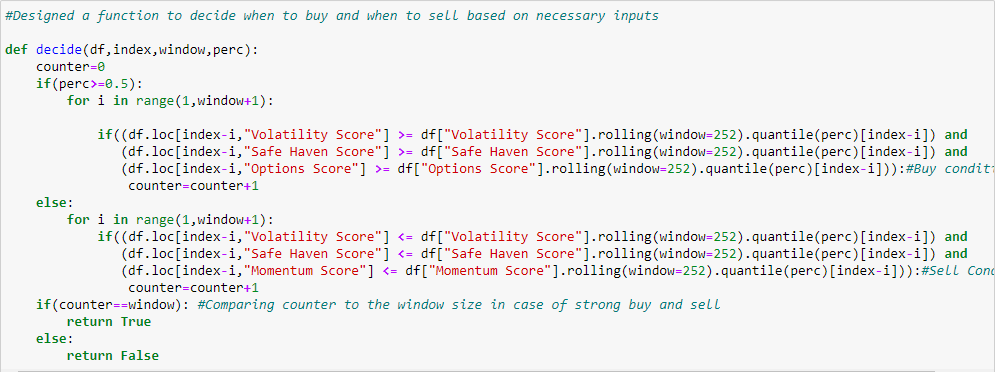 #Designed a function to decide when to buy and when to sell based on necessary inputs
def decide(df,index,window,perc):
    counter=0
    if(perc>=0.5):
        for i in range(1,window+1):
            if((df.loc[index-i,"Volatility Score"] >= df["Volatility Score"].rolling(window=252).quantile(perc)[index-i]) and
               (df.loc[index-i,"Safe Haven Score"] >= df["Safe Haven Score"].rolling(window=252).quantile(perc)[index-i]) and
               (df.loc[index-i,"Options Score"] >= df["Options Score"].rolling(window=252).quantile(perc)[index-i])):#Buy conditi
                counter=counter+1
    else:
        for i in range(1,window+1):
            if((df.loc[index-i,"Volatility Score"] <= df["Volatility Score"].rolling(window=252).quantile(perc)[index-i]) and
               (df.loc[index-i,"Safe Haven Score"] <= df["Safe Haven Score"].rolling(window=252).quantile(perc)[index-i]) and
               (df.loc[index-i,"Momentum Score"] <= df["Momentum Score"].rolling(window=252).quantile(perc)[index-i])):#Sell Con
                counter=counter+1
    if(counter==window): #Comparing counter to the window size in case of strong buy and sell
        return True
    else:
        return False